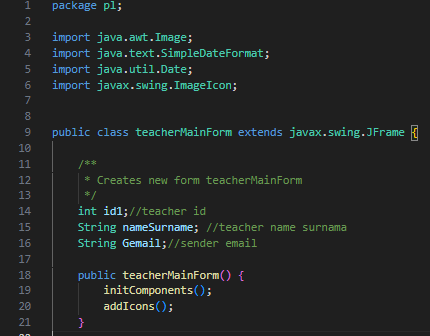 1 package pl;
2
3 import java.awt.Image;
4 import java.text.SimpleDateFormat;
5 import java.util.Date;
6 import javax.swing.ImageIcon;
7
8
9 public class teacherMainForm extends javax.swing.JFrame {
10
11 /**
12 * Creates new form teacherMainForm
13 */
14 int id1;//teacher id
15 String nameSurname; //teacher name surnama
16 String Gemail;//sender email
17
18 public teacherMainForm() {
19 initComponents();
20 addIcons();
21 }